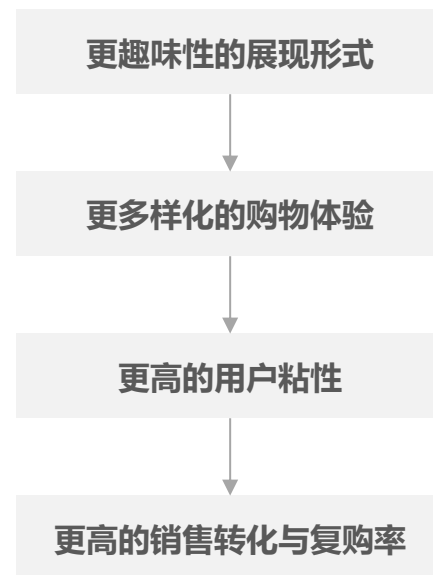 更趣味性的展现形式
更多样化的购物体验
更高的用户粘性
更高的销售转化与复购率